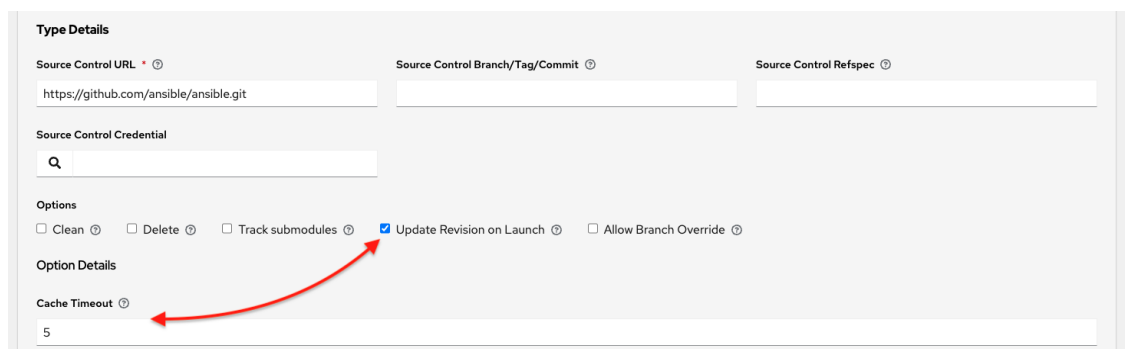 Type Details
Source Control URL * Source Control Branch/Tag/Commit Source Control Refspec
https://github.com/ansible/ansible.git
Source Control Credential
Options
Clean Delete Track submodules Update Revision on Launch Allow Branch Override
Option Details
Cache Timeout
5